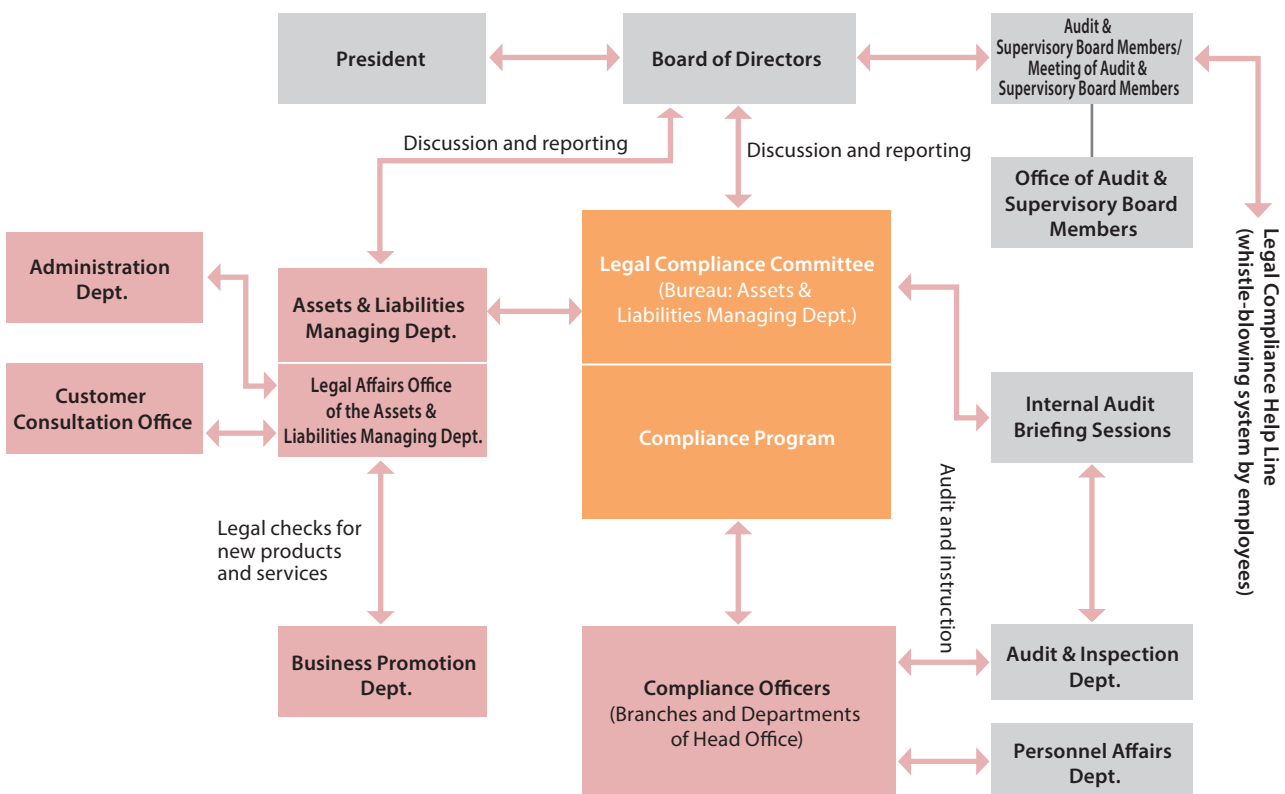 President
Board of Directors
Audit &
Supervisory Board Members/
Meeting of Audit &
Supervisory Board Members
Discussion and reporting
Discussion and reporting
Office of Audit &
Supervisory Board
Members
Legal Compliance Help Line
(whistle-blowing system by employees)
Administration
Dept.
Assets & Liabilities
Managing Dept.
Legal Compliance Committee
(Bureau: Assets &
Liabilities Managing Dept.)
Customer
Consultation Office
Legal Affairs Office
of the Assets &
Liabilities Managing Dept.
Compliance Program
Internal Audit
Briefing Sessions
Audit and instruction
Legal checks for
new products
and services
Business Promotion
Dept.
Compliance Officers
(Branches and Departments
of Head Office)
Audit & Inspection
Dept.
Personnel Affairs
Dept.